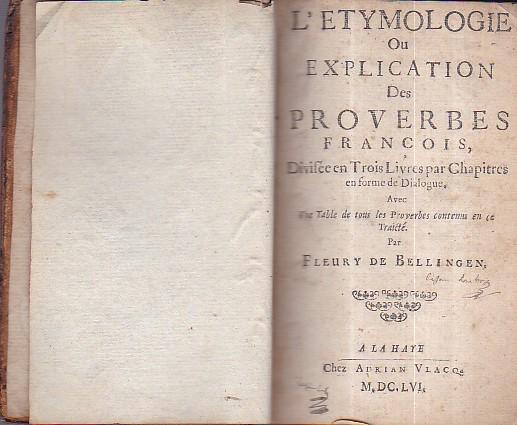 L'ETYMOLOGIE
Ou
EXPLICATION
Des
PROVERBES
FRANCOIS,
Divisée en Trois Livres par Chapitres
en forme de Dialogue,
Avec
Une Table de tous les Proverbes contenus en ce
Traicté.
Par
FLEURY DE BELLINGEN,
A LA HAYE
Chez ADRIAN VLACQ,
M.DC.LVI.